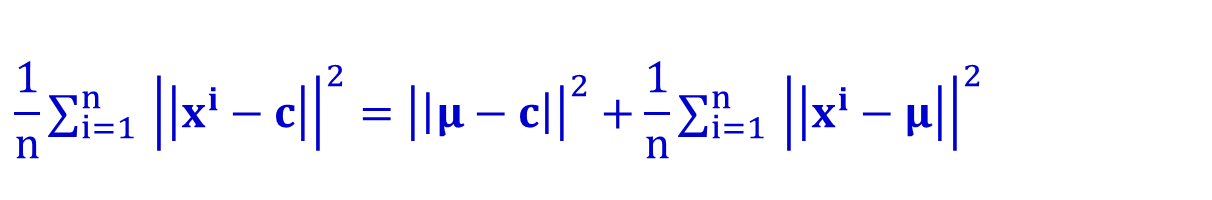 1/n ∑ⁿᵢ₌₁ ||𝐱ⁱ − 𝐜||² = ||𝛍 − 𝐜||² + 1/n ∑ⁿᵢ₌₁ ||𝐱ⁱ − 𝛍||²